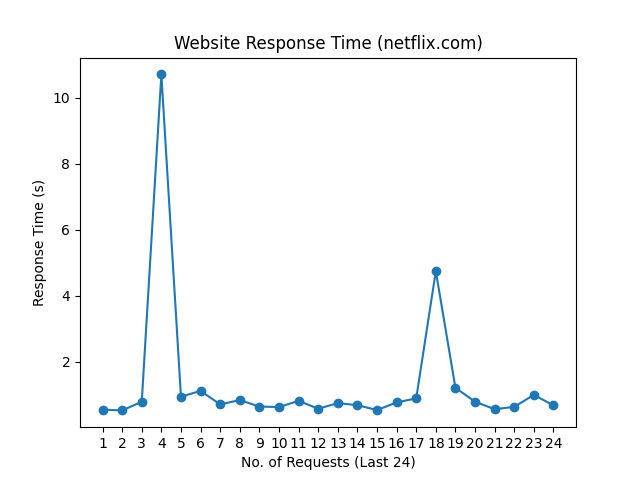 Website Response Time (netflix.com)
10
8
6
4
2
Response Time (s)
1 2 3 4 5 6 7 8 9 10 11 12 13 14 15 16 17 18 19 20 21 22 23 24
No. of Requests (Last 24)